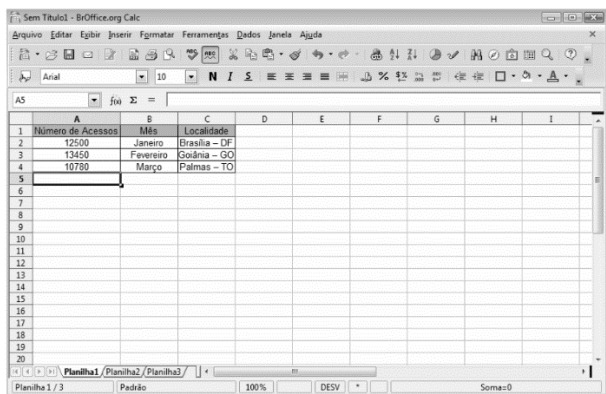 Sem Título1 - BrOffice.org Calc
Arquivo Editar Exibir Inserir Formatar Ferramentas Dados Janela Ajuda
Arial 10 N I S
A5 f(x) Σ =
A B C D E F G H I
1 Número de Acessos Mês Localidade
2 12500 Janeiro Brasília – DF
3 13450 Fevereiro Goiânia – GO
4 10780 Março Palmas – TO
5
6
7
8
9
10
11
12
13
14
15
16
17
18
19
20
Planilha1 Planilha2 Planilha3
Planilha 1 / 3 Padrão 100% DESV * Soma=0